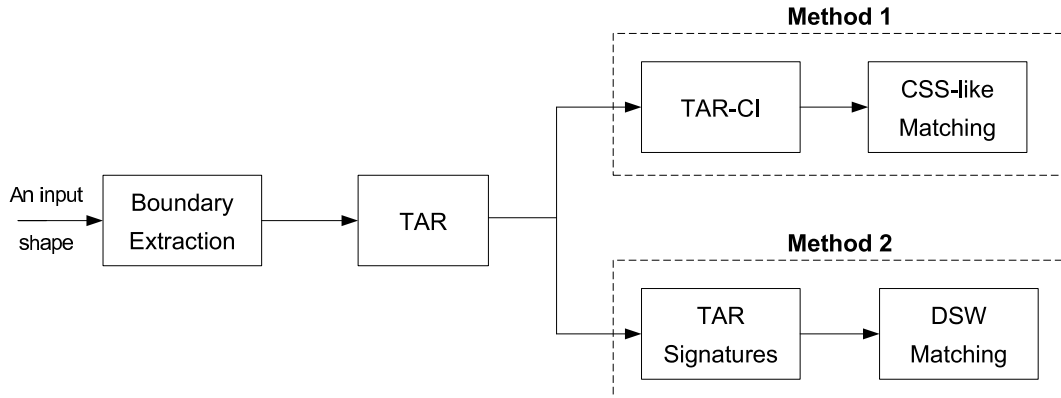 Method 1
TAR-CI
CSS-like
Matching
An input
shape
Boundary
Extraction
TAR
Method 2
TAR
Signatures
DSW
Matching